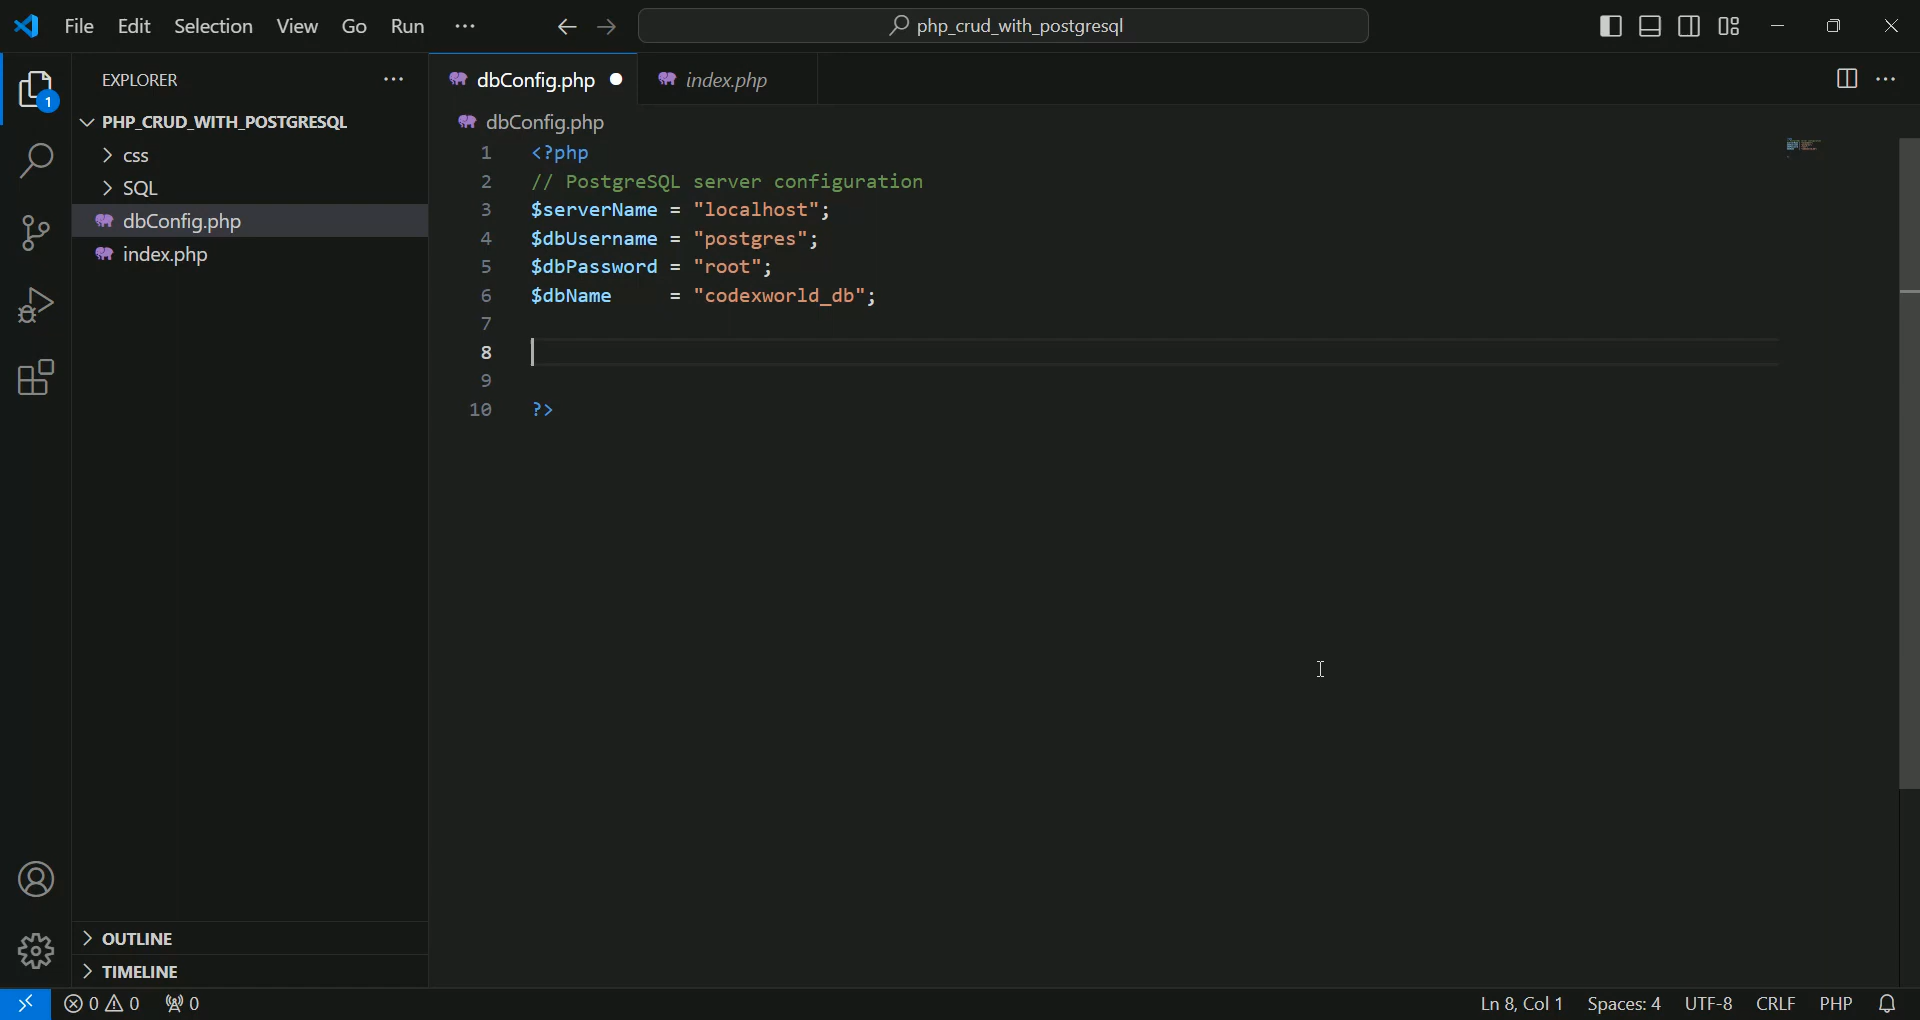 File Edit Selection View Go Run ··· php_crud_with_postgresql
EXPLORER ···
dbConfig.php index.php
1
PHP_CRUD_WITH_POSTGRESQL
css
SQL
dbConfig.php
index.php
dbConfig.php
1 <?php
2 // PostgreSQL server configuration
3 $serverName = "localhost";
4 $dbUsername = "postgres";
5 $dbPassword = "root";
6 $dbName     = "codexworld_db";
7
8
9
10 ?>
OUTLINE
TIMELINE
0 0 0 Ln 8, Col 1 Spaces: 4 UTF-8 CRLF PHP